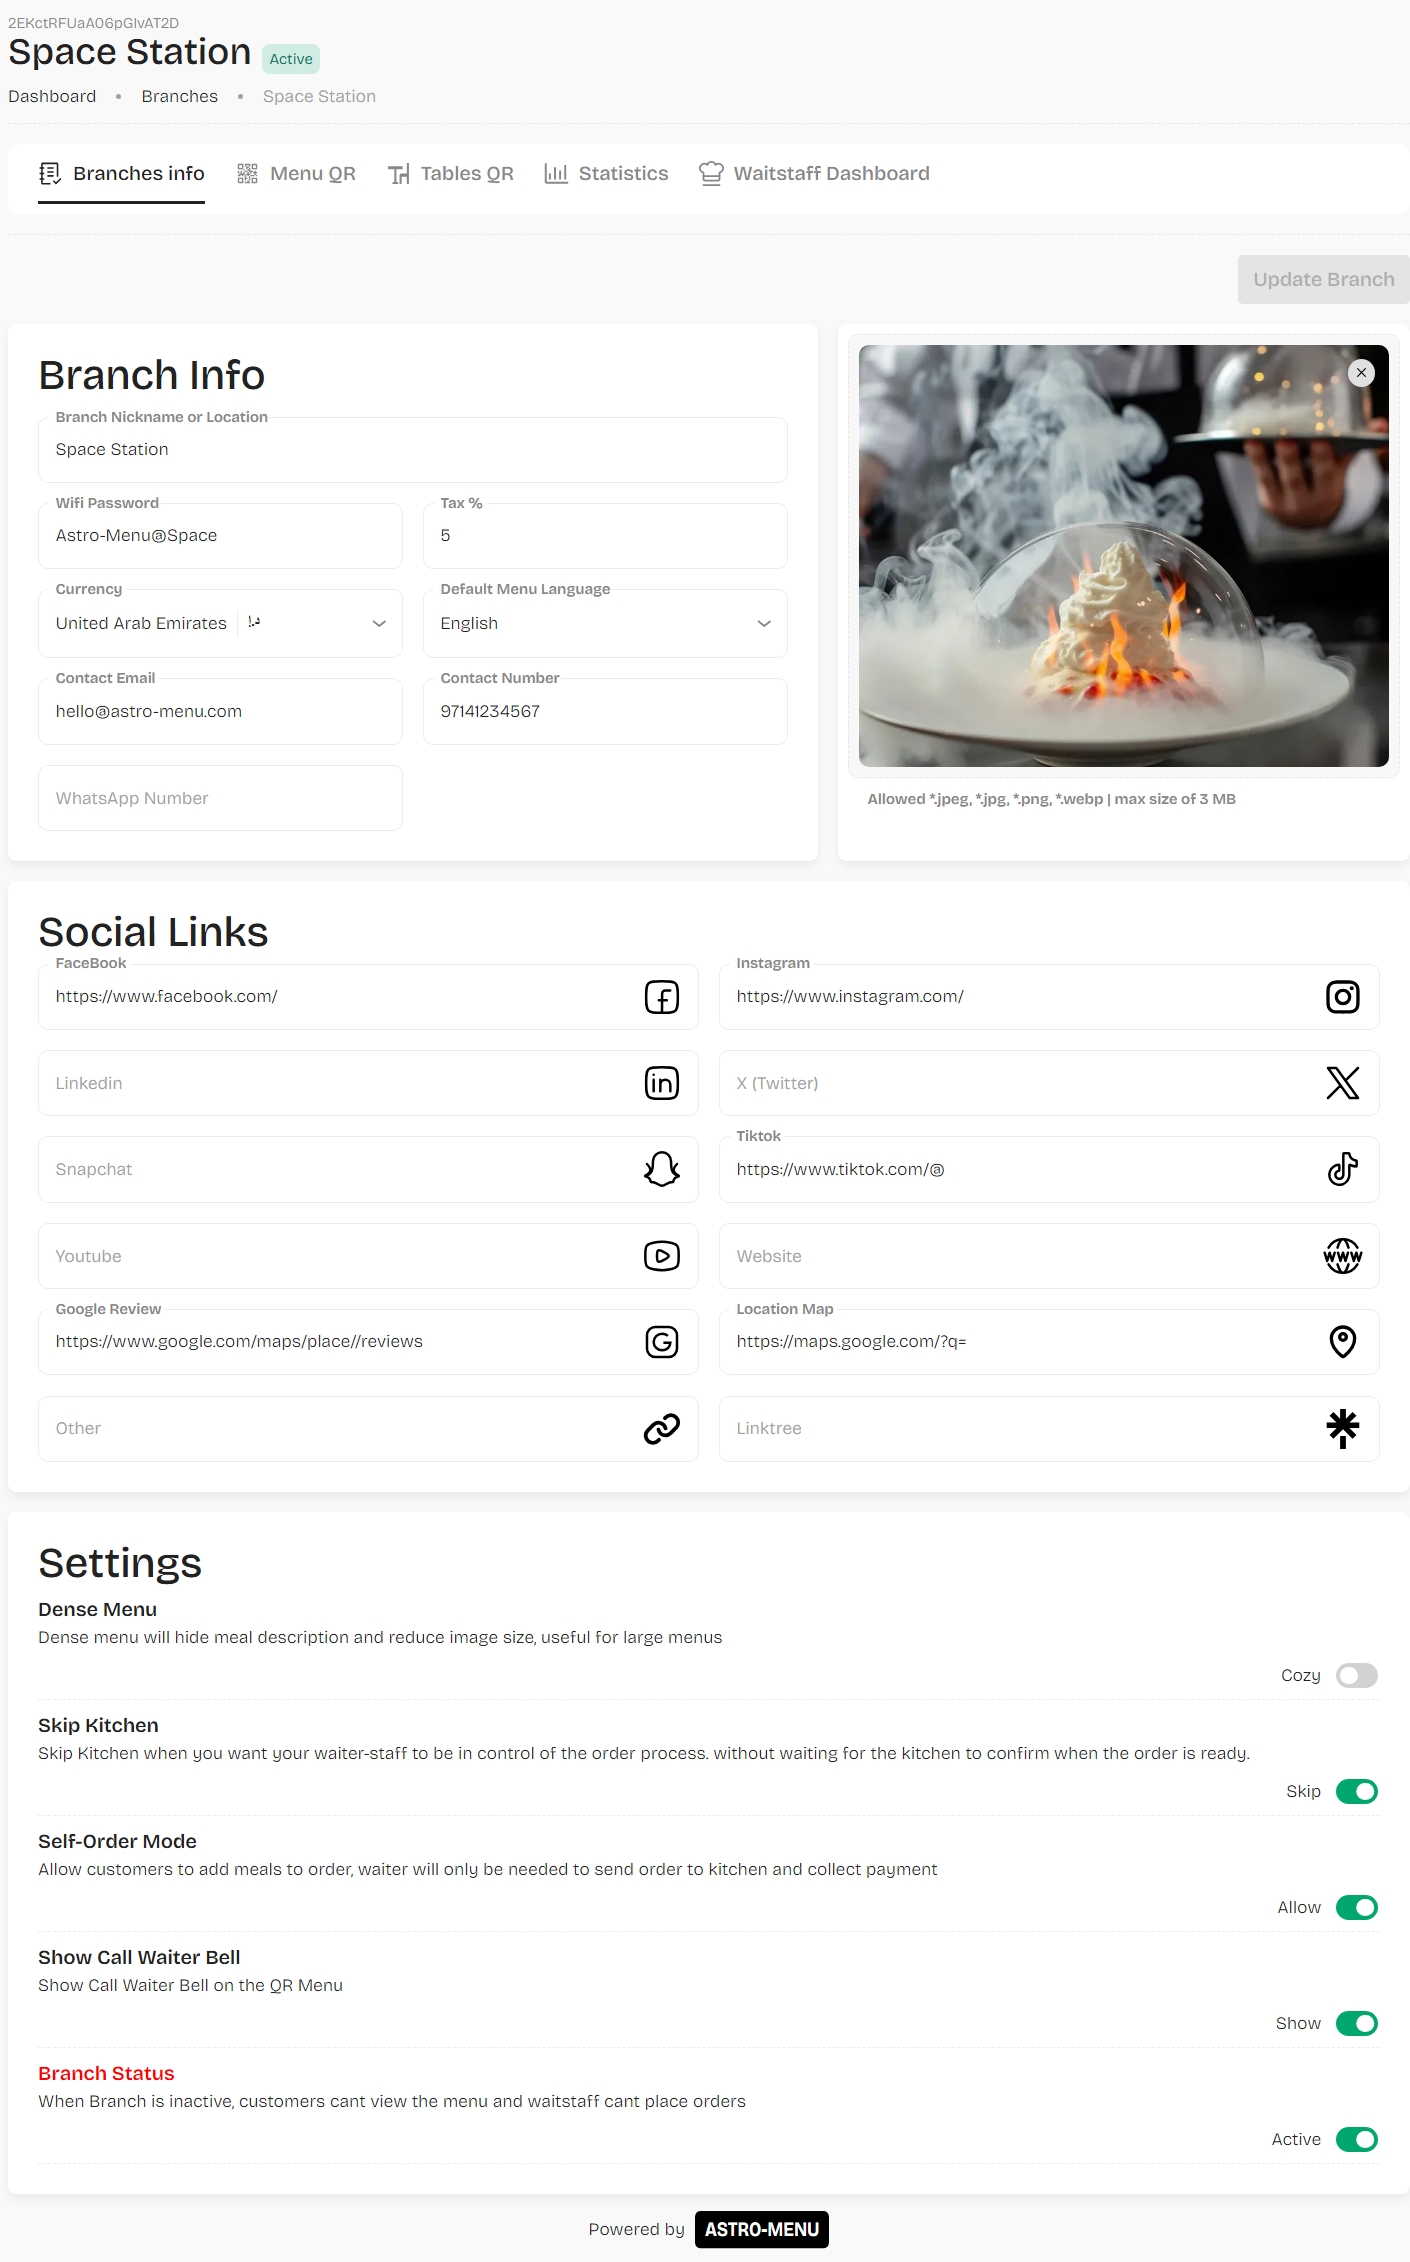 2EKctRFUaA06pGIvAT2D
Space Station Active
Dashboard • Branches • Space Station
Branches info Menu QR Tables QR Statistics Waitstaff Dashboard
Update Branch
Branch Info
Branch Nickname or Location
Space Station
Wifi Password Tax %
Astro-Menu@Space 5
Currency Default Menu Language
United Arab Emirates د.إ English
Contact Email Contact Number
hello@astro-menu.com 97141234567
WhatsApp Number
Allowed *.jpeg, *.jpg, *.png, *.webp | max size of 3 MB
Social Links
FaceBook Instagram
https://www.facebook.com/ https://www.instagram.com/
Linkedin X (Twitter)
Tiktok
Snapchat https://www.tiktok.com/@
Youtube Website
Google Review Location Map
https://www.google.com/maps/place//reviews https://maps.google.com/?q=
Other Linktree
Settings
Dense Menu
Dense menu will hide meal description and reduce image size, useful for large menus
Cozy
Skip Kitchen
Skip Kitchen when you want your waiter-staff to be in control of the order process. without waiting for the kitchen to confirm when the order is ready.
Skip
Self-Order Mode
Allow customers to add meals to order, waiter will only be needed to send order to kitchen and collect payment
Allow
Show Call Waiter Bell
Show Call Waiter Bell on the QR Menu
Show
Branch Status
When Branch is inactive, customers cant view the menu and waitstaff cant place orders
Active
Powered by ASTRO-MENU